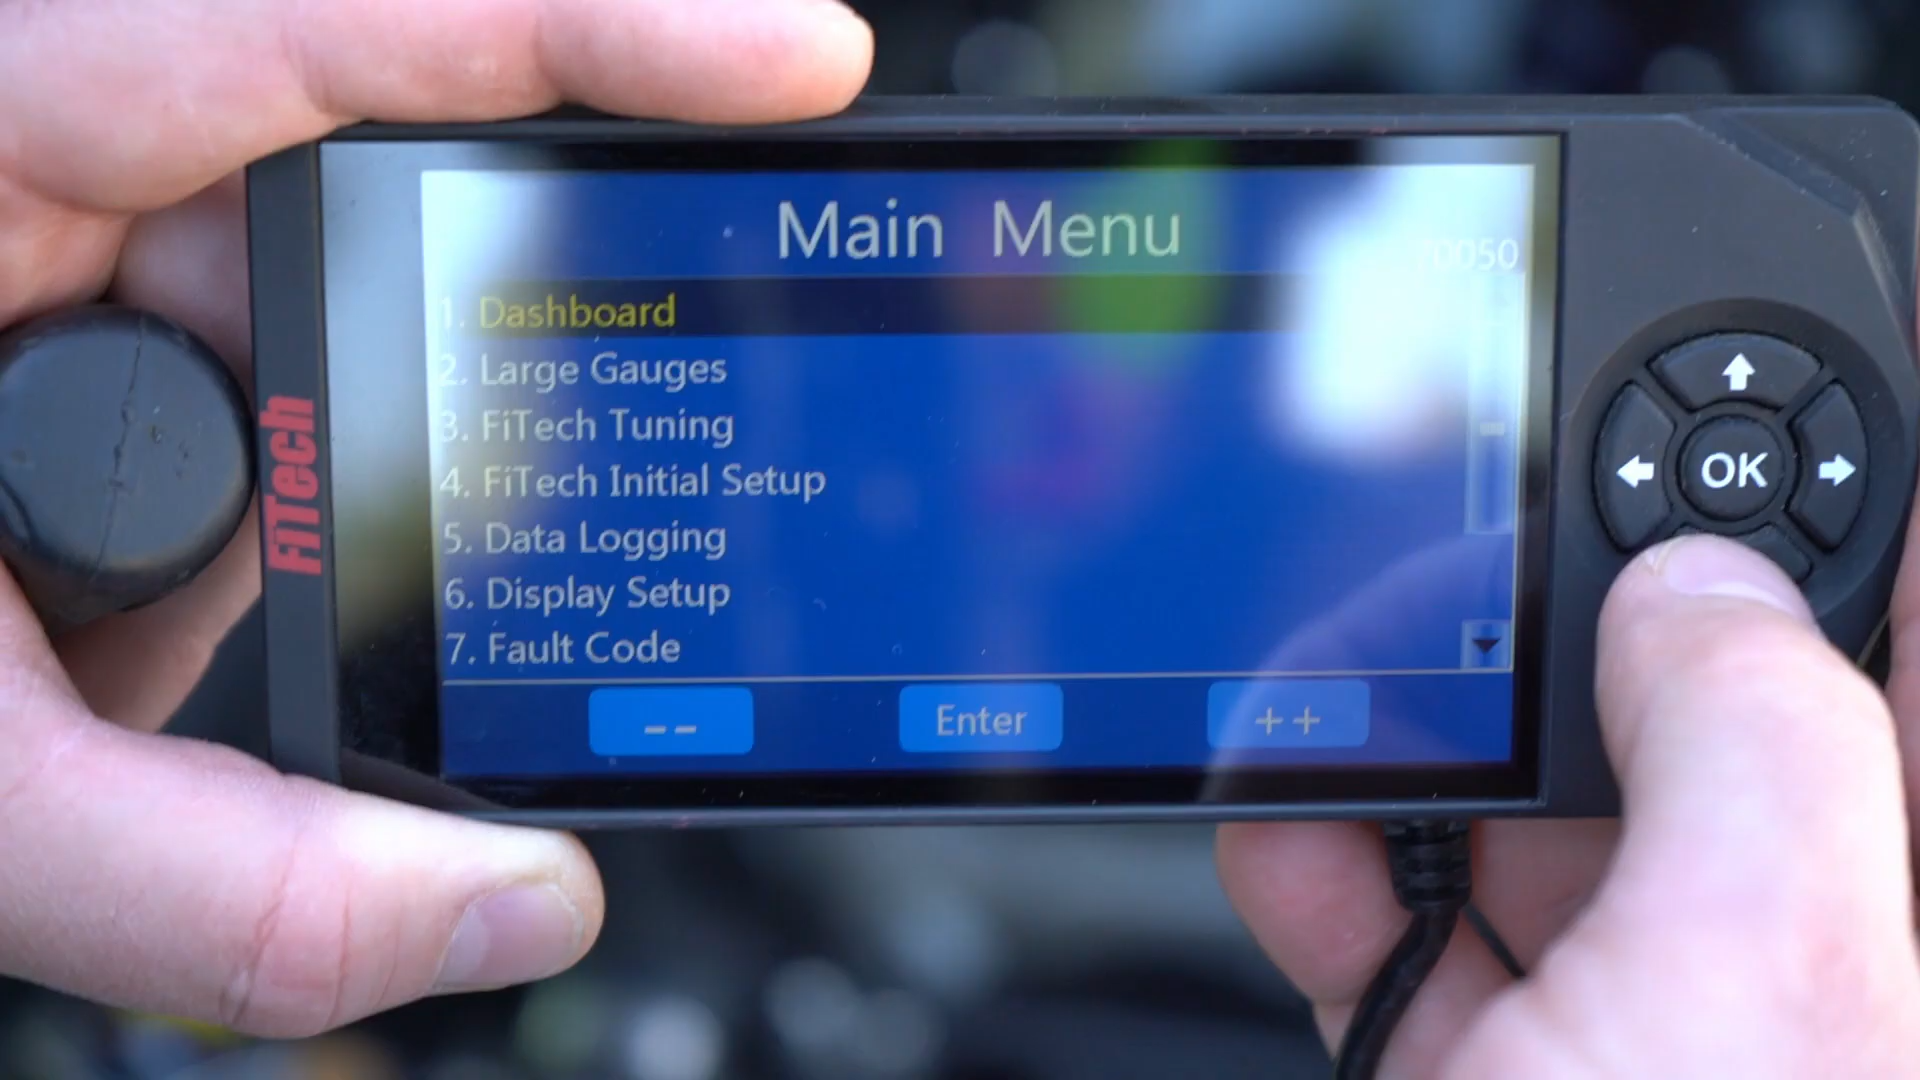 Main Menu
70050
1. Dashboard
2. Large Gauges
3. FiTech Tuning
4. FiTech Initial Setup
5. Data Logging
6. Display Setup
7. Fault Code
-- Enter ++
FiTech
OK